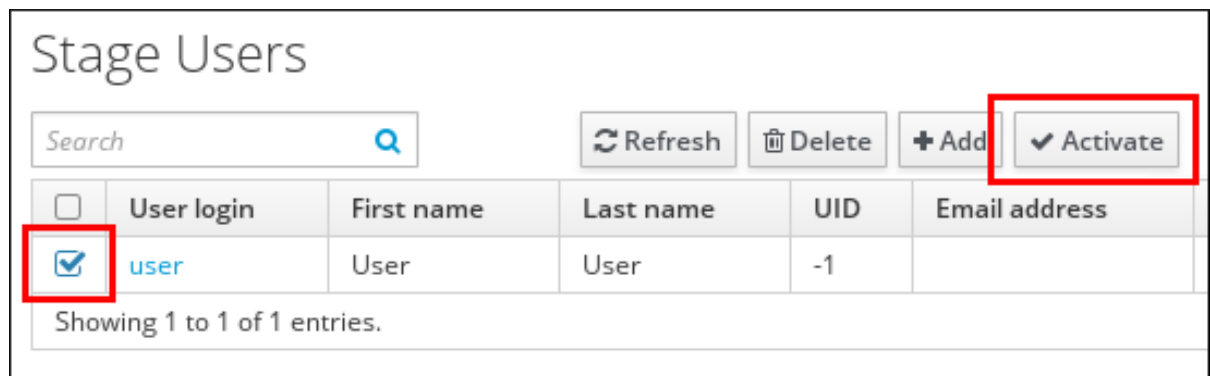 Stage Users
Search Refresh Delete Add Activate
User login First name Last name UID Email address
user User User -1
Showing 1 to 1 of 1 entries.